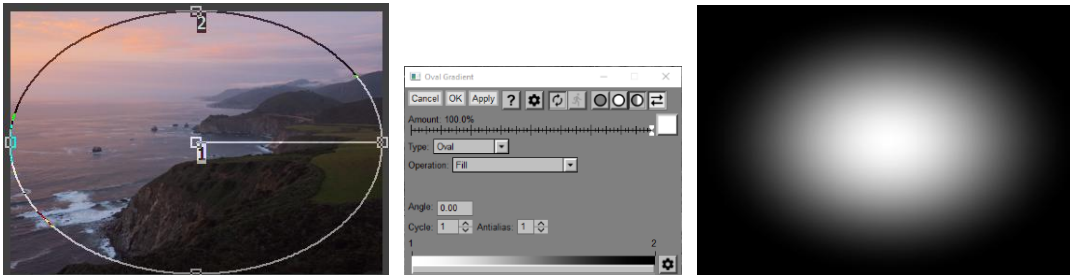 2
1
Oval Gradient
Cancel OK Apply ?
Amount: 100.0%
Type: Oval
Operation: Fill
Angle: 0.00
Cycle: 1 Antialias: 1
1 2